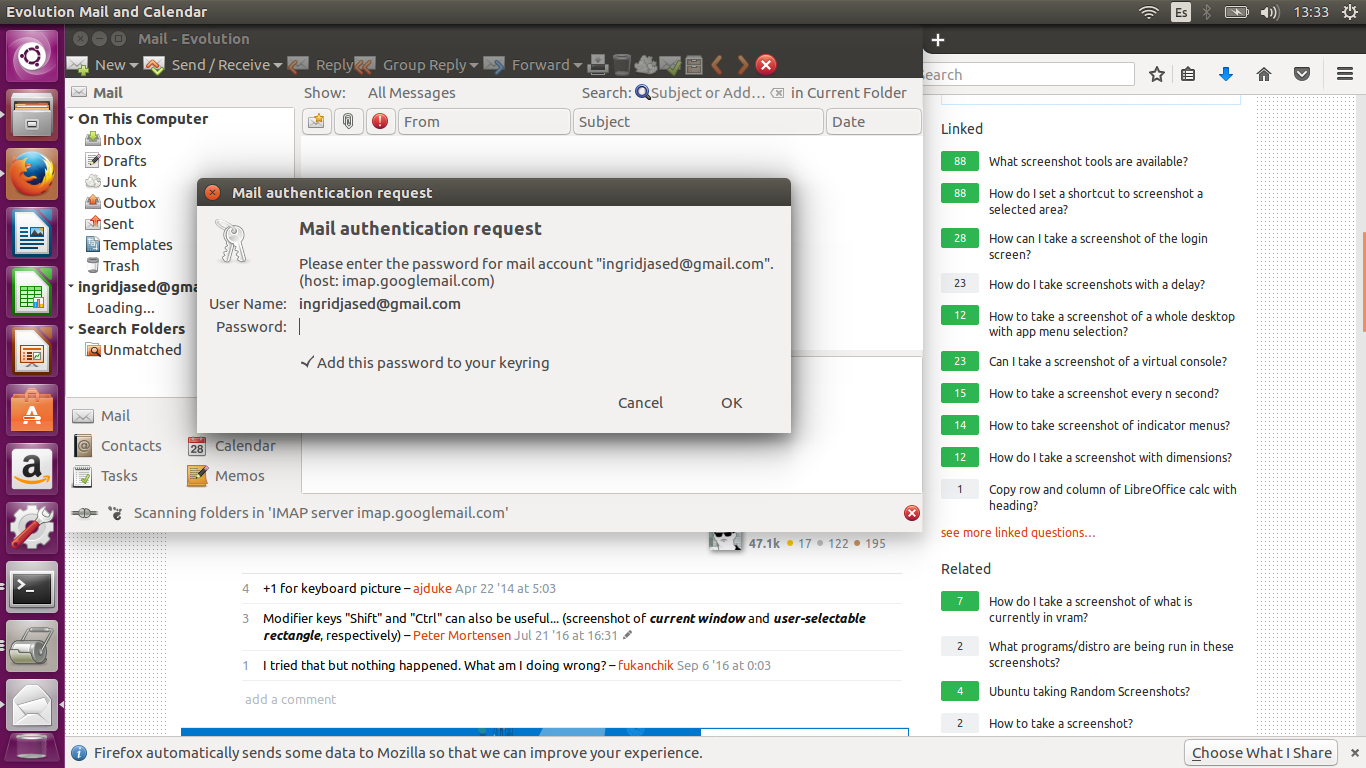 Evolution Mail and Calendar
Es
13:33
Mail - Evolution
New
Send / Receive
Reply
Group Reply
Forward
Mail
Show:
All Messages
Search:
Subject or Add…
in Current Folder
From
Subject
Date
On This Computer
Inbox
Drafts
Junk
Outbox
Sent
Templates
Trash
ingridjased@gma
Loading...
Search Folders
Unmatched
Mail
Contacts
Calendar
28
Tasks
Memos
Scanning folders in 'IMAP server imap.googlemail.com'
Mail authentication request
Mail authentication request
Please enter the password for mail account "ingridjased@gmail.com".
(host: imap.googlemail.com)
User Name: ingridjased@gmail.com
Password:
Add this password to your keyring
Cancel
OK
earch
Linked
88 What screenshot tools are available?
88 How do I set a shortcut to screenshot a
selected area?
28 How can I take a screenshot of the login
screen?
23 How do I take screenshots with a delay?
12 How to take a screenshot of a whole desktop
with app menu selection?
23 Can I take a screenshot of a virtual console?
15 How to take a screenshot every n second?
14 How to take screenshot of indicator menus?
12 How do I take a screenshot with dimensions?
1 Copy row and column of LibreOffice calc with
heading?
see more linked questions…
Related
7 How do I take a screenshot of what is
currently in vram?
2 What programs/distro are being run in these
screenshots?
4 Ubuntu taking Random Screenshots?
2 How to take a screenshot?
47.1k 17 122 195
4 +1 for keyboard picture – ajduke Apr 22 '14 at 5:03
3 Modifier keys "Shift" and "Ctrl" can also be useful... (screenshot of current window and user-selectable
rectangle, respectively) – Peter Mortensen Jul 21 '16 at 16:31
1 I tried that but nothing happened. What am I doing wrong? – fukanchik Sep 6 '16 at 0:03
add a comment
Firefox automatically sends some data to Mozilla so that we can improve your experience.
Choose What I Share